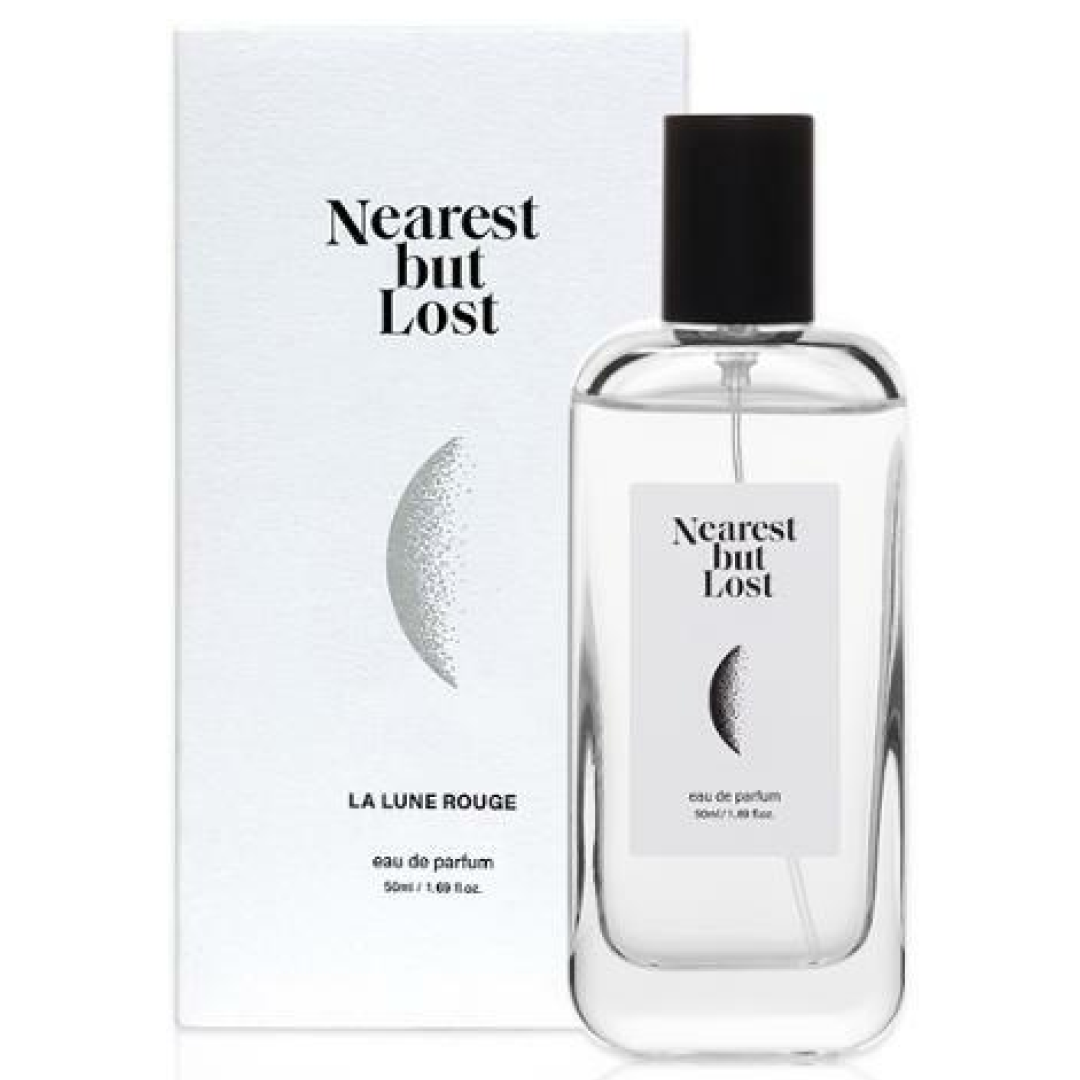 Nearest
but
Lost
LA LUNE ROUGE
eau de parfum
50ml / 1.69 fl.oz.
Nearest
but
Lost
eau de parfum
50ml / 1.69 fl.oz.